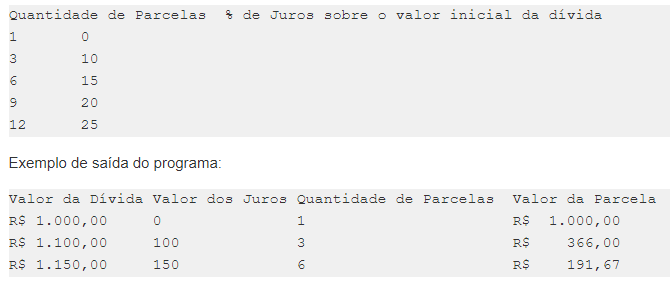 Quantidade de Parcelas % de Juros sobre o valor inicial da dívida
1 0
3 10
6 15
9 20
12 25
Exemplo de saída do programa:
Valor da Dívida Valor dos Juros Quantidade de Parcelas Valor da Parcela
R$ 1.000,00 0 1 R$ 1.000,00
R$ 1.100,00 100 3 R$ 366,00
R$ 1.150,00 150 6 R$ 191,67